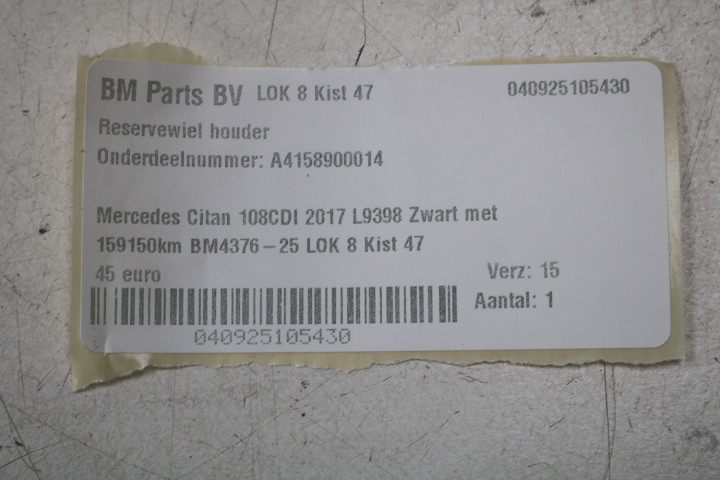 BM Parts BV LOK 8 Kist 47 040925105430
Reservewiel houder
Onderdeelnummer: A4158900014
Mercedes Citan 108CDI 2017 L9398 Zwart met
159150km BM4376-25 LOK 8 Kist 47
45 euro Verz: 15
Aantal: 1
040925105430